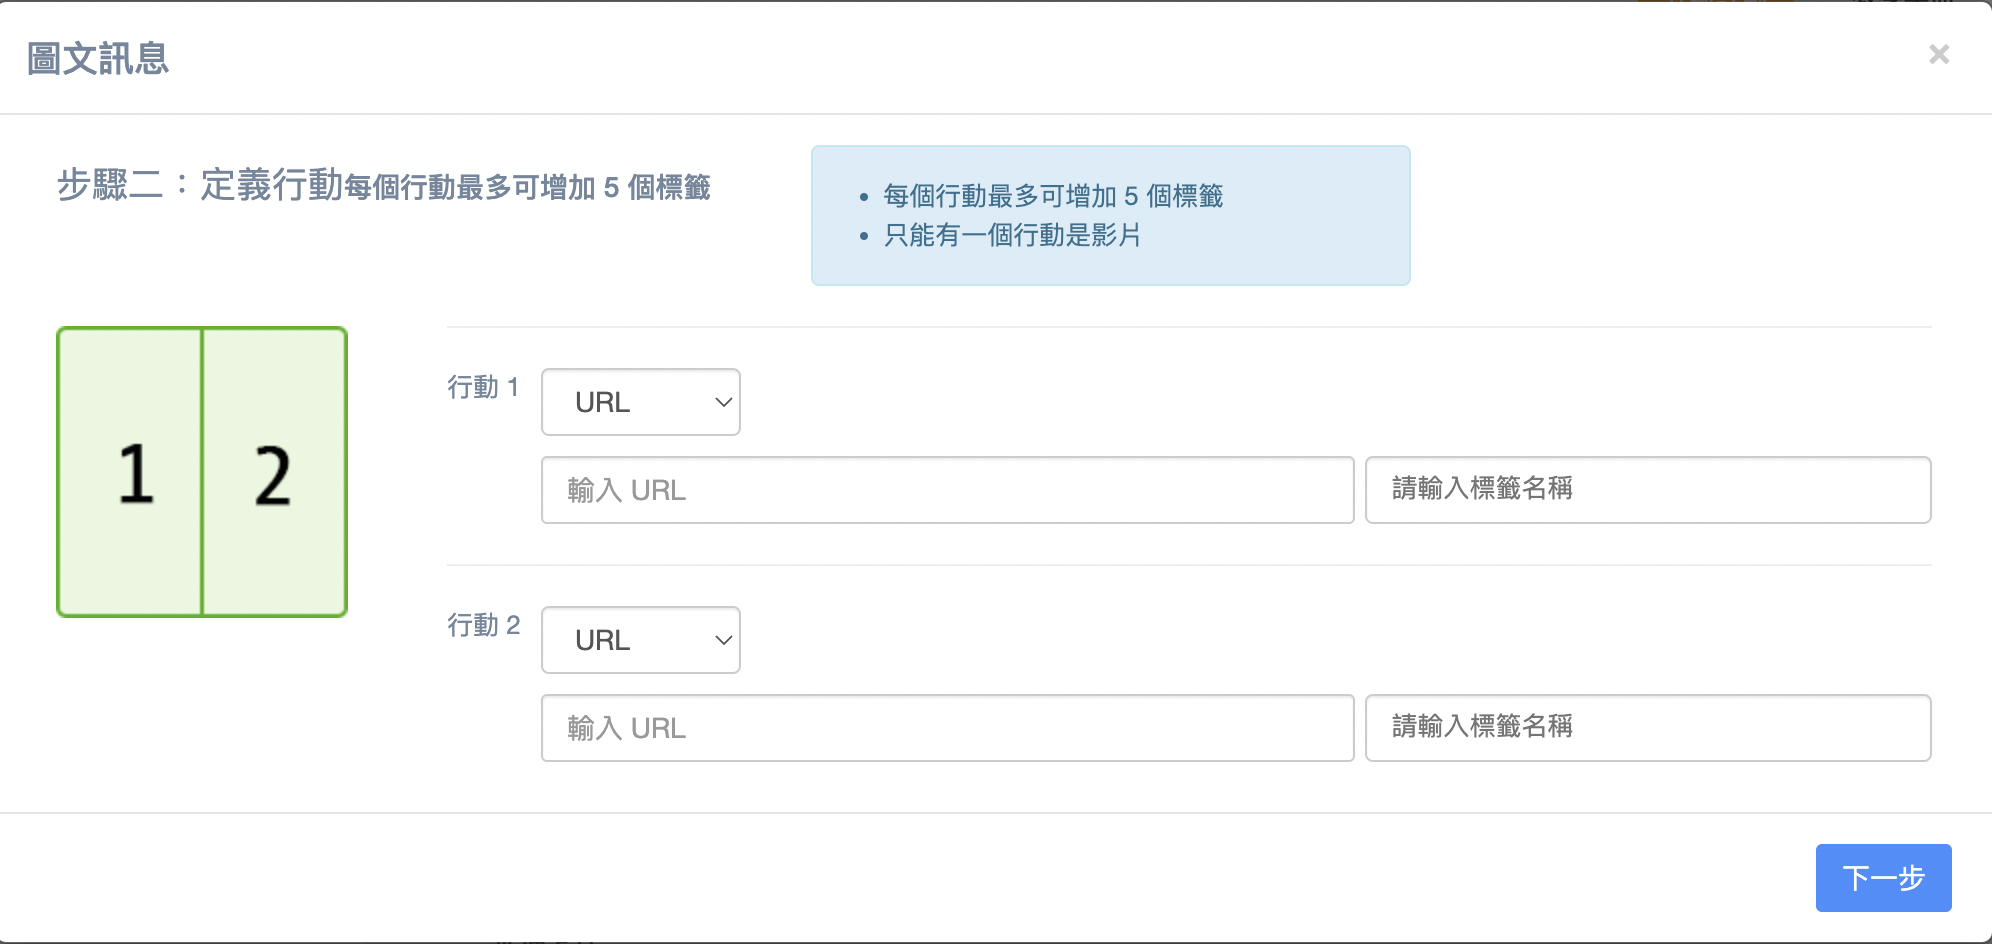 圖文訊息
×
步驟二：定義行動每個行動最多可增加 5 個標籤
• 每個行動最多可增加 5 個標籤
• 只能有一個行動是影片
1 2
行動 1 URL
輸入 URL 請輸入標籤名稱
行動 2 URL
輸入 URL 請輸入標籤名稱
下一步